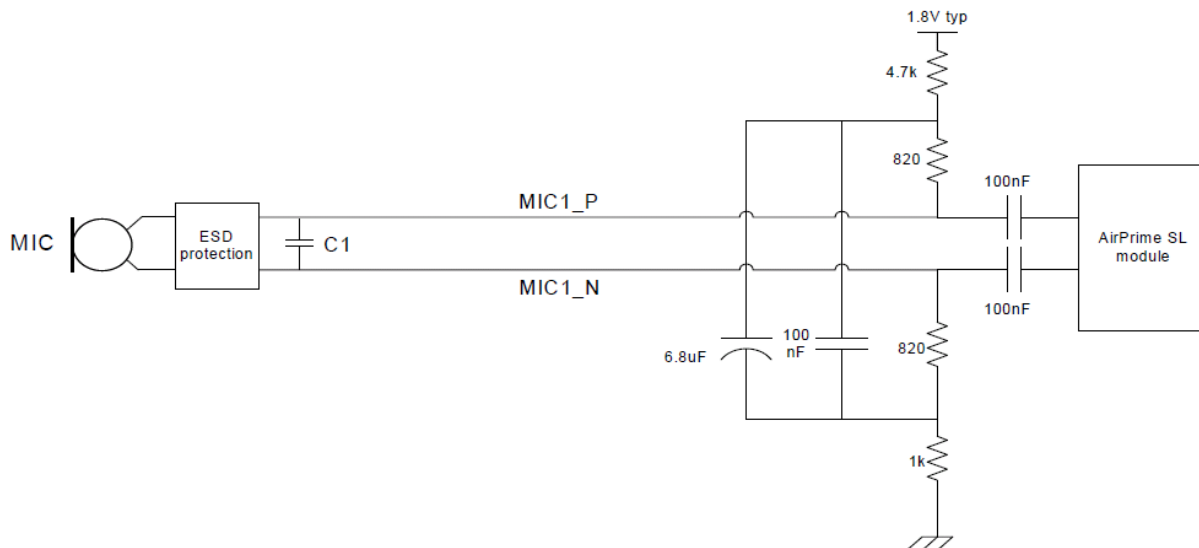 1.8V typ
4.7k
820
100nF
MIC1_P
MIC
ESD
protection
C1
AirPrime SL
module
MIC1_N
100nF
6.8uF
100
nF
820
1k